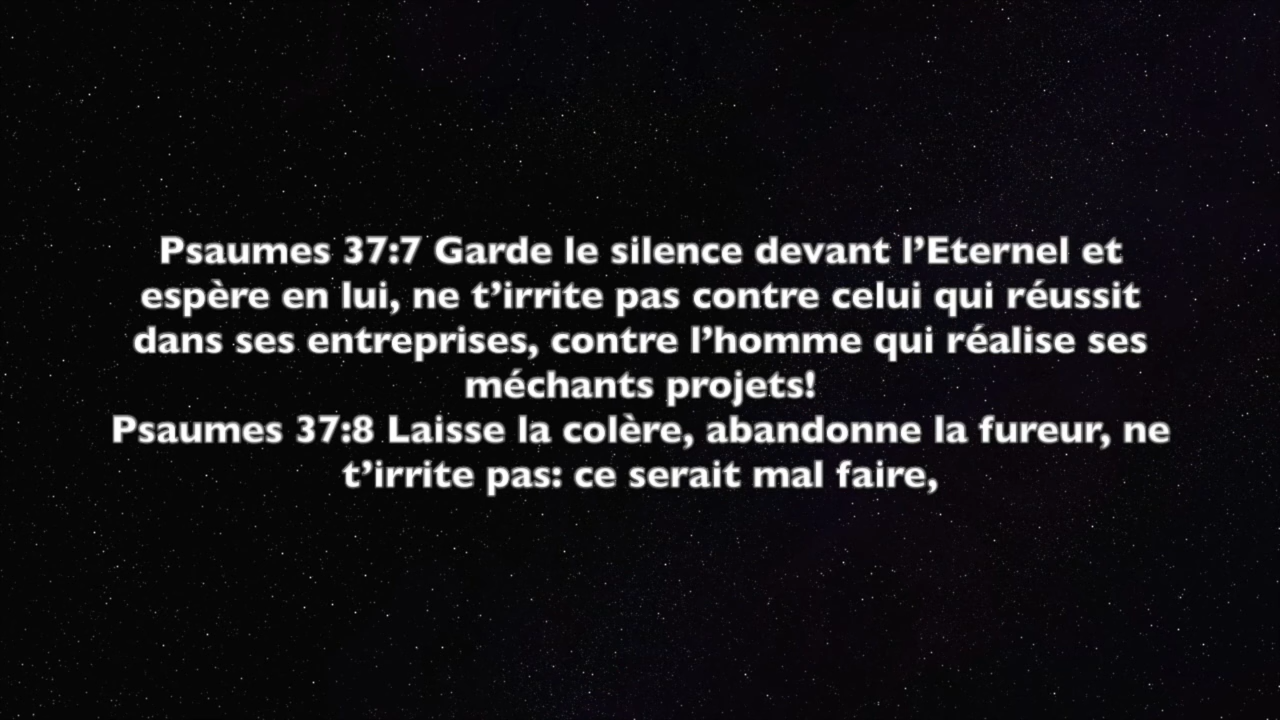 Psaumes 37:7 Garde le silence devant l’Eternel et
espère en lui, ne t’irrite pas contre celui qui réussit
dans ses entreprises, contre l’homme qui réalise ses
méchants projets!
Psaumes 37:8 Laisse la colère, abandonne la fureur, ne
t’irrite pas: ce serait mal faire,